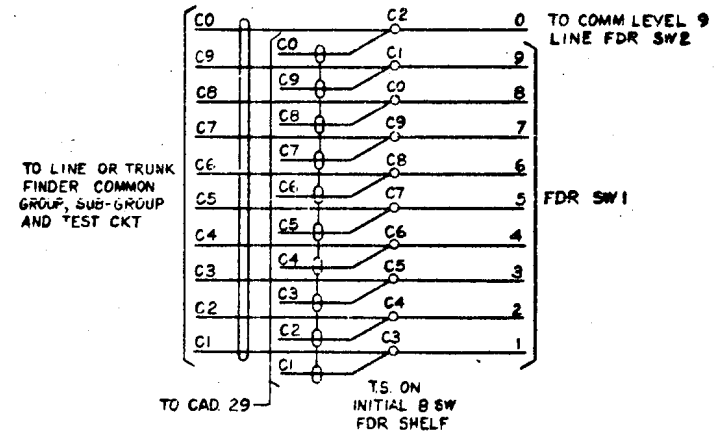 C0 C2 0 TO COMM LEVEL 9
LINE FDR SW2
C0
C9 C1 9
C9
C8 C0 8
C8
C7 C9 7
C7
TO LINE OR TRUNK
FINDER COMMON
GROUP, SUB-GROUP
AND TEST CKT
C6 C8 6
C6
FDR SW1
C5 C7 5
C5
C4 C6 4
C4
C3 C5 3
C3
C2 C4 2
C2
C1 C3 1
C1
TO CAD. 29
T.S. ON
INITIAL 8 SW
FDR SHELF